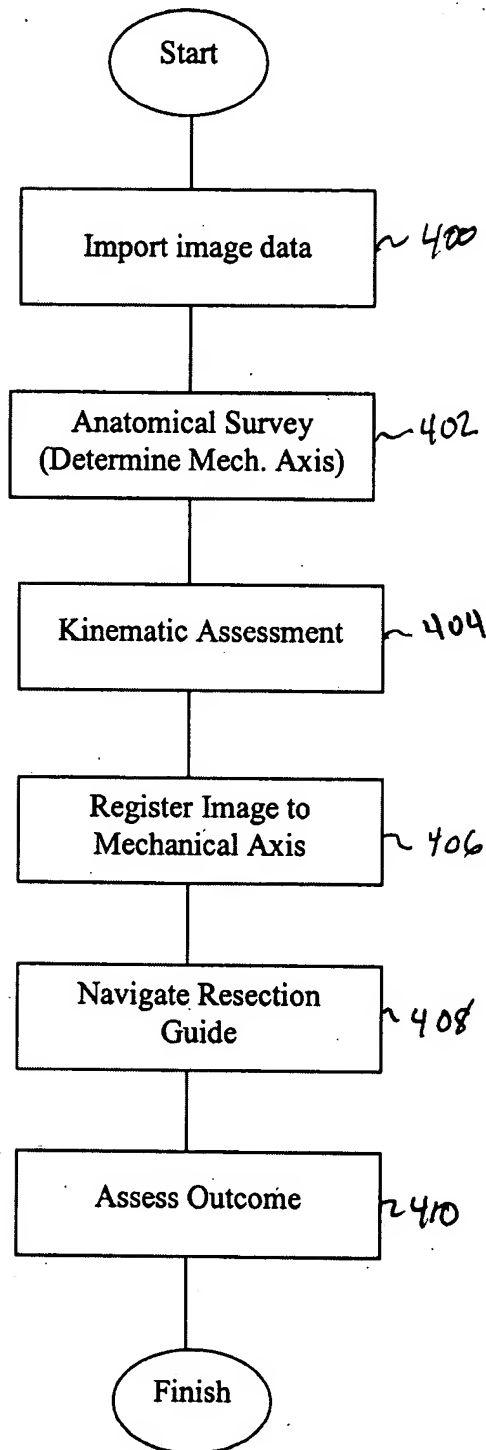 Start
Import image data
400
Anatomical Survey
(Determine Mech. Axis)
402
Kinematic Assessment
404
Register Image to
Mechanical Axis
406
Navigate Resection
Guide
408
Assess Outcome
410
Finish